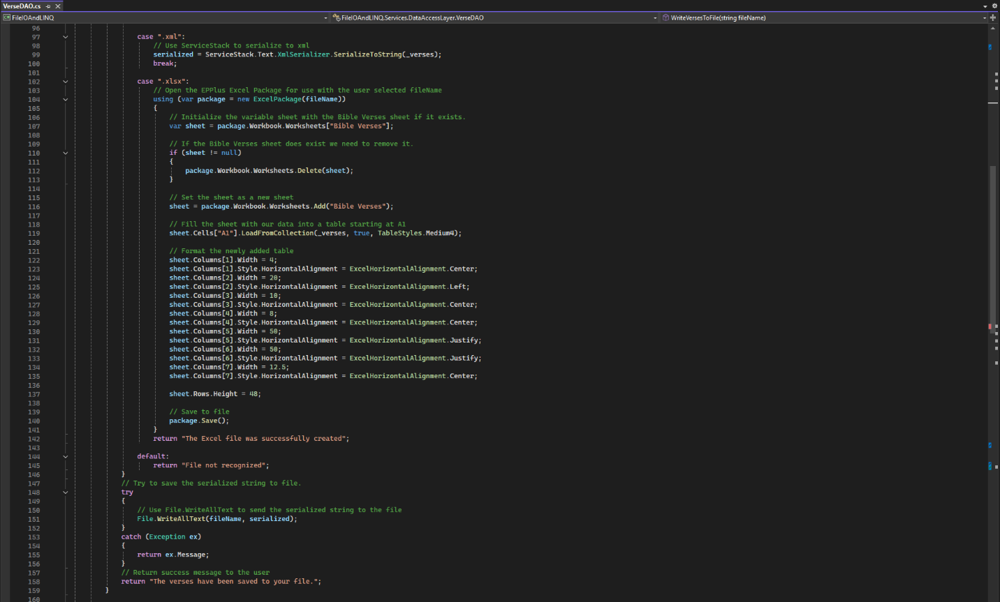 VerseDAO.cs
FileIOAndLINQ
FileIOAndLINQ.Services.DataAccessLayer.VerseDAO
WriteVersesToFile(string fileName)
96
97 case ".xml":
98 // Use ServiceStack to serialize to xml
99 serialized = ServiceStack.Text.XmlSerializer.SerializeToString(_verses);
100 break;
101
102 case ".xlsx":
103 // Open the EPPlus Excel Package for use with the user selected fileName
104 using (var package = new ExcelPackage(fileName))
105 {
106 // Initialize the variable sheet with the Bible Verses sheet if it exists.
107 var sheet = package.Workbook.Worksheets["Bible Verses"];
108
109 // If the Bible Verses sheet does exist we need to remove it.
110 if (sheet != null)
111 {
112 package.Workbook.Worksheets.Delete(sheet);
113 }
114
115 // Set the sheet as a new sheet
116 sheet = package.Workbook.Worksheets.Add("Bible Verses");
117
118 // Fill the sheet with our data into a table starting at A1
119 sheet.Cells["A1"].LoadFromCollection(_verses, true, TableStyles.Medium4);
120
121 // Format the newly added table
122 sheet.Columns[1].Width = 4;
123 sheet.Columns[1].Style.HorizontalAlignment = ExcelHorizontalAlignment.Center;
124 sheet.Columns[2].Width = 20;
125 sheet.Columns[2].Style.HorizontalAlignment = ExcelHorizontalAlignment.Left;
126 sheet.Columns[3].Width = 10;
127 sheet.Columns[3].Style.HorizontalAlignment = ExcelHorizontalAlignment.Center;
128 sheet.Columns[4].Width = 8;
129 sheet.Columns[4].Style.HorizontalAlignment = ExcelHorizontalAlignment.Center;
130 sheet.Columns[5].Width = 50;
131 sheet.Columns[5].Style.HorizontalAlignment = ExcelHorizontalAlignment.Justify;
132 sheet.Columns[6].Width = 50;
133 sheet.Columns[6].Style.HorizontalAlignment = ExcelHorizontalAlignment.Justify;
134 sheet.Columns[7].Width = 12.5;
135 sheet.Columns[7].Style.HorizontalAlignment = ExcelHorizontalAlignment.Center;
136
137 sheet.Rows.Height = 48;
138
139 // Save to file
140 package.Save();
141 }
142 return "The Excel file was successfully created";
143
144 default:
145 return "File not recognized";
146 }
147 // Try to save the serialized string to file.
148 try
149 {
150 // Use File.WriteAllText to send the serialized string to the file
151 File.WriteAllText(fileName, serialized);
152 }
153 catch (Exception ex)
154 {
155 return ex.Message;
156 }
157 // Return success message to the user
158 return "The verses have been saved to your file.";
159 }
160